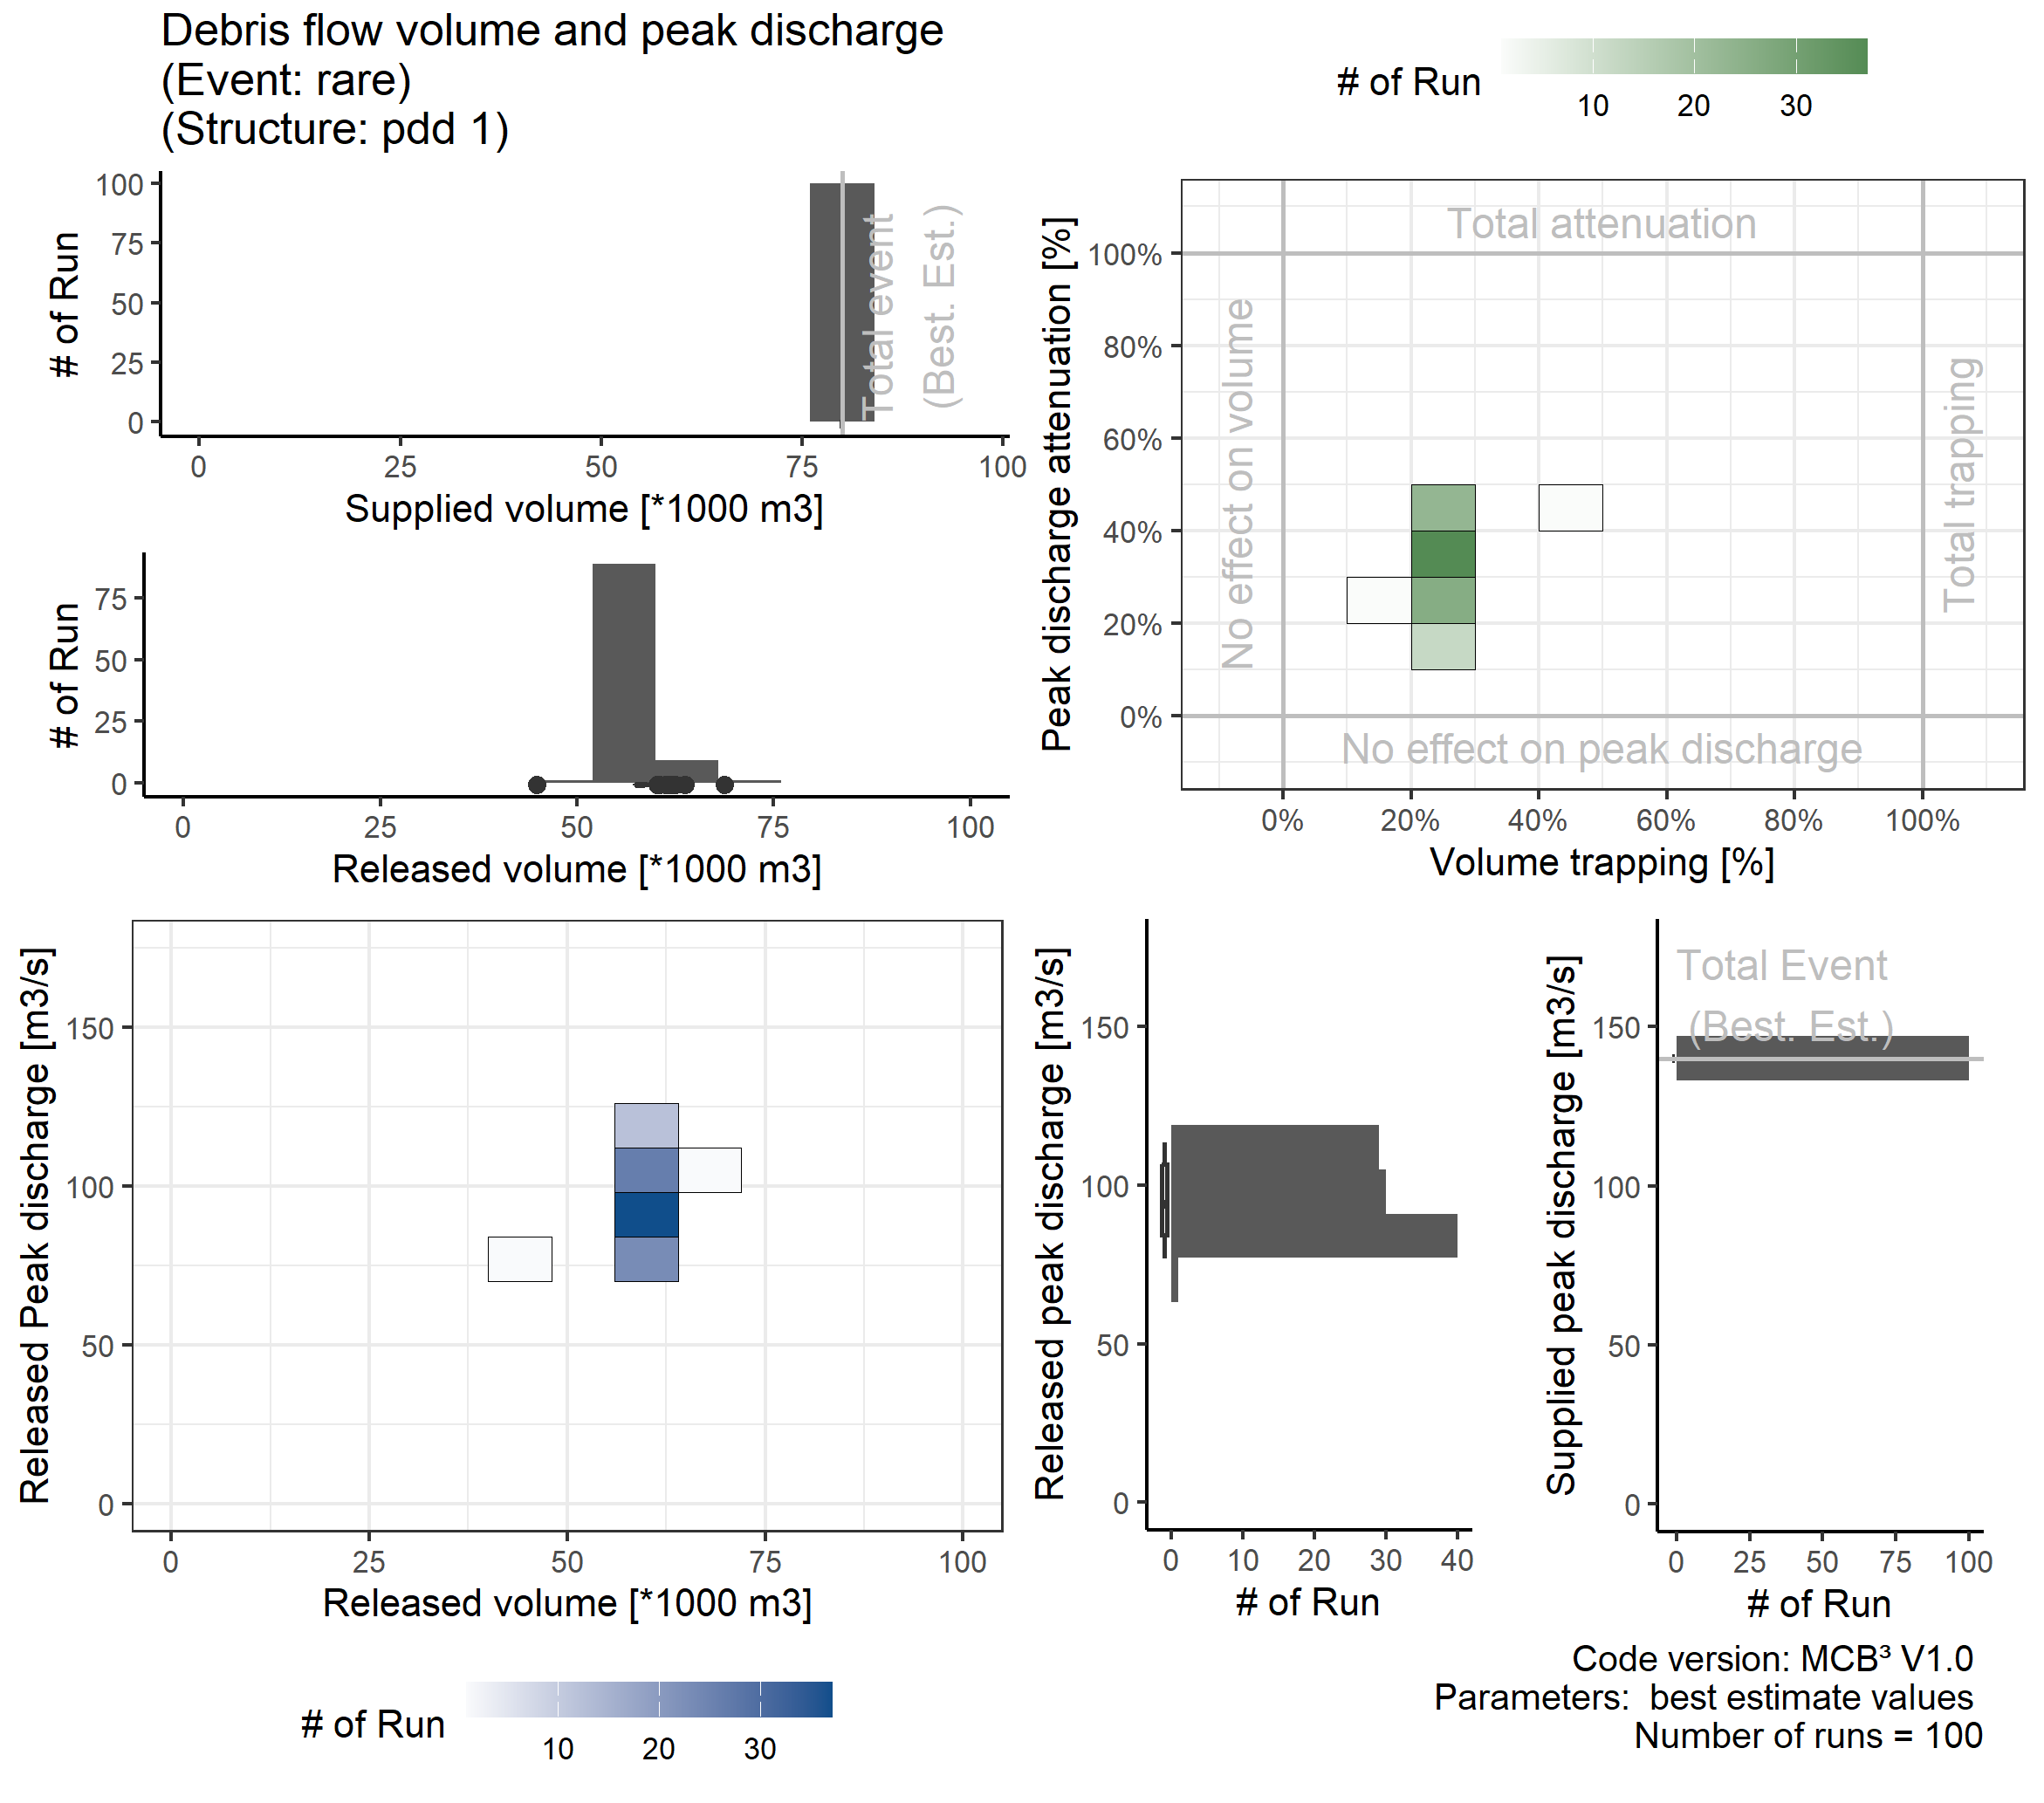 Debris flow volume and peak discharge
(Event: rare)
(Structure: pdd 1)
# of Run
10 20 30
100
75
50
25
0
# of Run
Total event
(Best. Est.)
0 25 50 75 100
Supplied volume [*1000 m3]
75
50
25
0
# of Run
0 25 50 75 100
Released volume [*1000 m3]
Peak discharge attenuation [%]
100%
80%
60%
40%
20%
0%
Total attenuation
No effect on volume
Total trapping
No effect on peak discharge
0% 20% 40% 60% 80% 100%
Volume trapping [%]
Released Peak discharge [m3/s]
150
100
50
0
0 25 50 75 100
Released volume [*1000 m3]
# of Run
10 20 30
Released peak discharge [m3/s]
150
100
50
0
0 10 20 30 40
# of Run
Supplied peak discharge [m3/s]
150
100
50
0
Total Event
(Best. Est.)
0 25 50 75 100
# of Run
Code version: MCB³ V1.0
Parameters:  best estimate values
Number of runs = 100